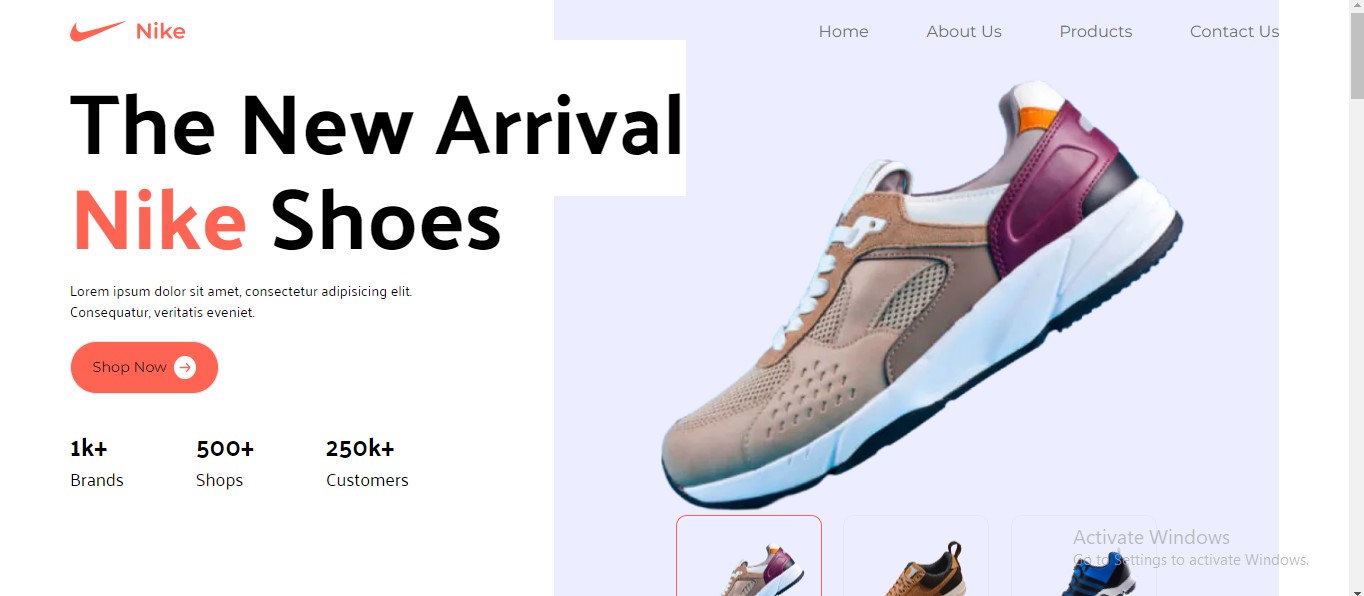 Nike
Home About Us Products Contact Us
The New Arrival
Nike Shoes
Lorem ipsum dolor sit amet, consectetur adipisicing elit.
Consequatur, veritatis eveniet.
Shop Now
1k+ 500+ 250k+
Brands Shops Customers
Activate Windows
Go to Settings to activate Windows.